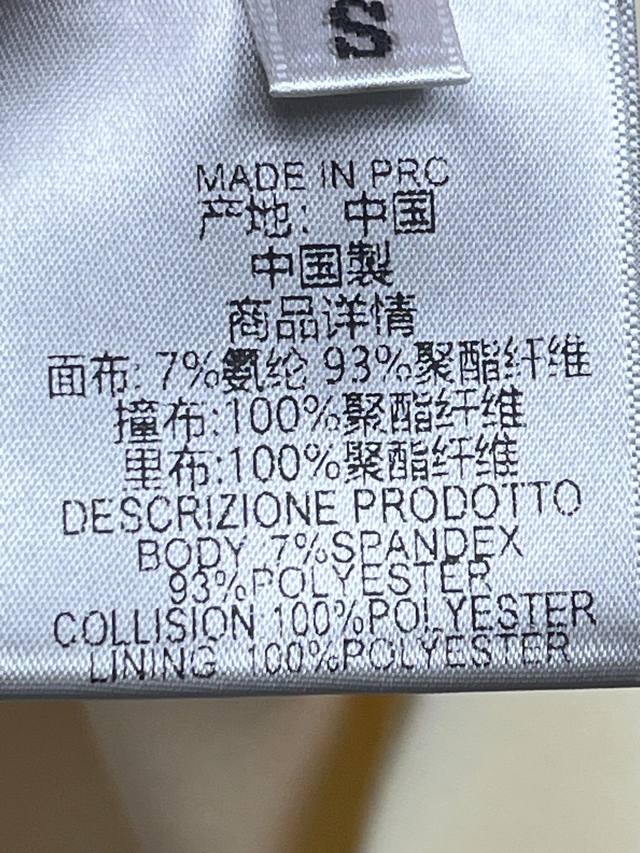 S
MADE IN PRC
产地: 中国
中国製
商品详情
面布: 7%氨纶 93%聚酯纤维
撞布:100%聚酯纤维
里布:100%聚酯纤维
DESCRIZIONE PRODOTTO
BODY 7%SPANDEX
93%POLYESTER
COLLISION 100%POLYESTER
LINING 100%POLYESTER